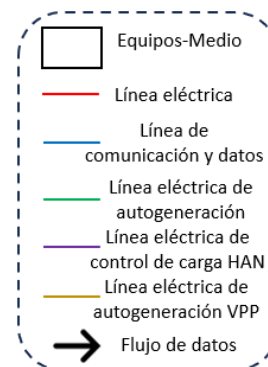 Equipos-Medio
Línea eléctrica
Línea de
comunicación y datos
Línea eléctrica de
autogeneración
Línea eléctrica de
control de carga HAN
Línea eléctrica de
autogeneración VPP
Flujo de datos